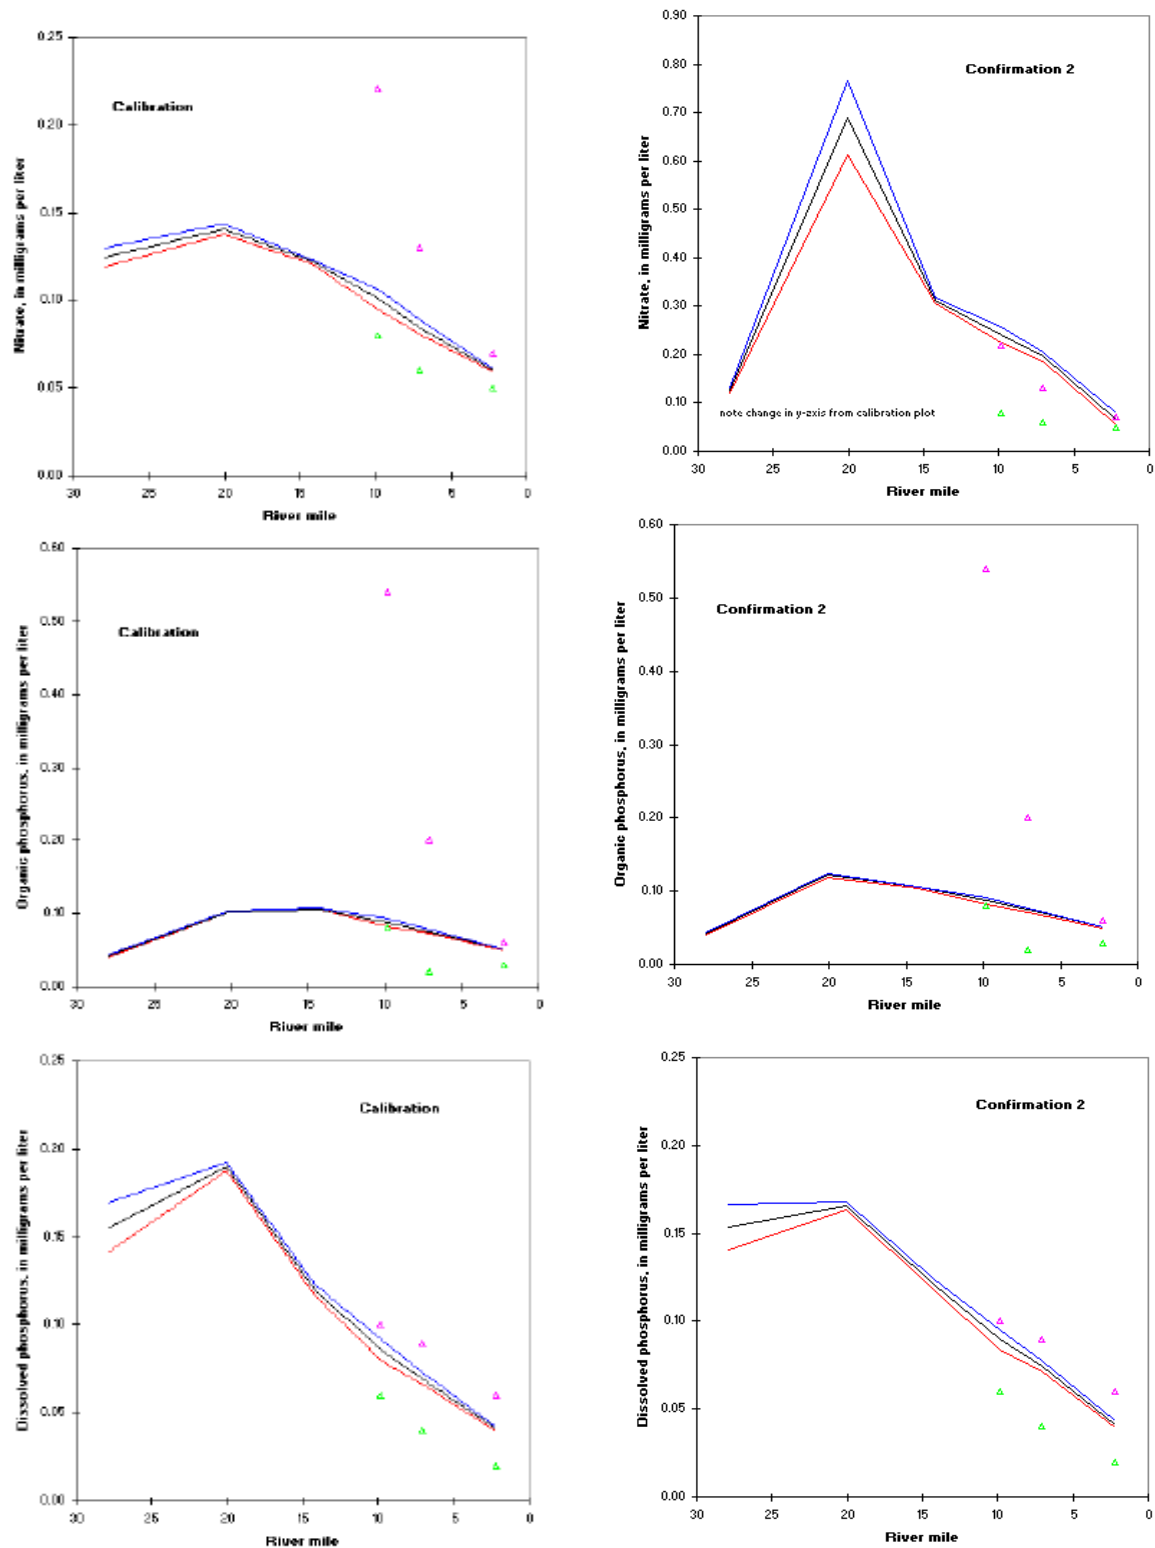 0.25
0.20
0.15
0.10
0.05
0.00
Nitrate, in milligrams per liter
Calibration
30 25 20 15 10 5 0
River mile
0.90
0.80
0.70
0.60
0.50
0.40
0.30
0.20
0.10
0.00
Nitrate, in milligrams per liter
Confirmation 2
note change in y-axis from calibration plot
30 25 20 15 10 5 0
River mile
0.60
0.50
0.40
0.30
0.20
0.10
0.00
Organic phosphorus, in milligrams per liter
Calibration
30 25 20 15 10 5 0
River mile
0.60
0.50
0.40
0.30
0.20
0.10
0.00
Organic phosphorus, in milligrams per liter
Confirmation 2
30 25 20 15 10 5 0
River mile
0.25
0.20
0.15
0.10
0.05
0.00
Dissolved phosphorus, in milligrams per liter
Calibration
30 25 20 15 10 5 0
River mile
0.25
0.20
0.15
0.10
0.05
0.00
Dissolved phosphorus, in milligrams per liter
Confirmation 2
30 25 20 15 10 5 0
River mile